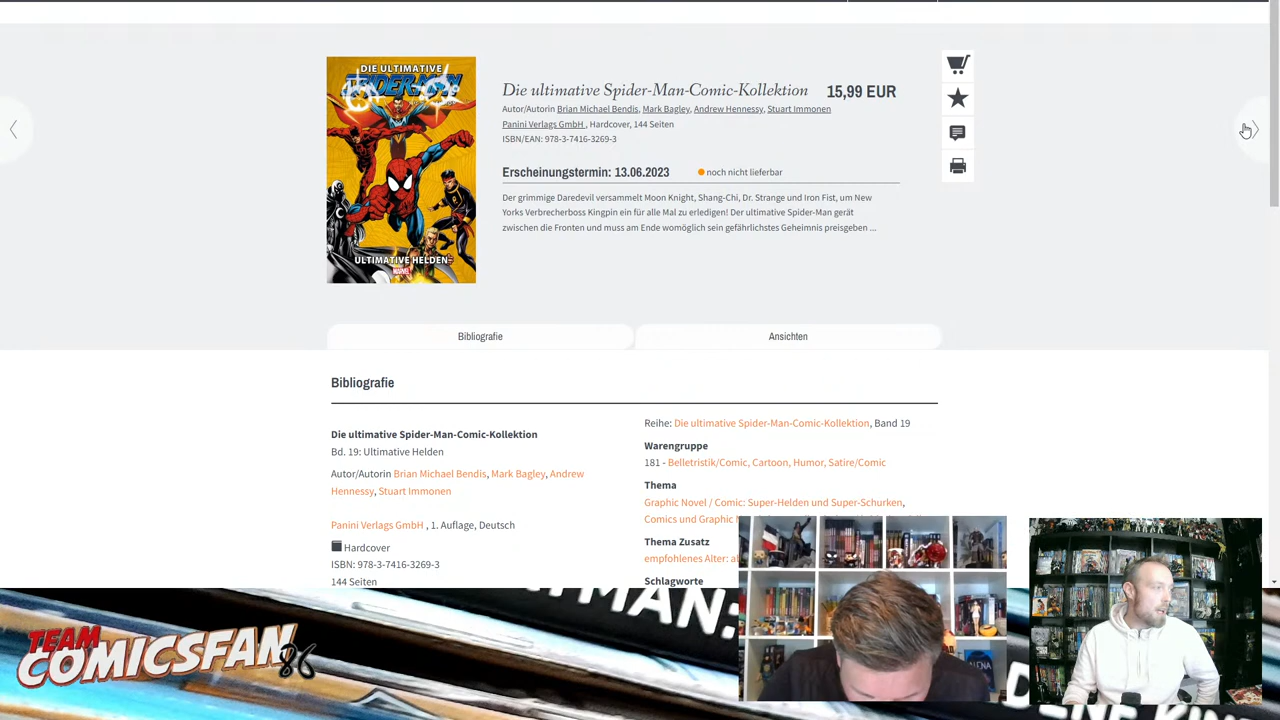 DIE ULTIMATIVE
SPIDER-MAN
ULTIMATIVE HELDEN
MARVEL
Die ultimative Spider-Man-Comic-Kollektion
15,99 EUR
Autor/Autorin Brian Michael Bendis, Mark Bagley, Andrew Hennessy, Stuart Immonen
Panini Verlags GmbH , Hardcover, 144 Seiten
ISBN/EAN: 978-3-7416-3269-3
Erscheinungstermin: 13.06.2023
noch nicht lieferbar
Der grimmige Daredevil versammelt Moon Knight, Shang-Chi, Dr. Strange und Iron Fist, um New
Yorks Verbrecherboss Kingpin ein für alle Mal zu erledigen! Der ultimative Spider-Man gerät
zwischen die Fronten und muss am Ende womöglich sein gefährlichstes Geheimnis preisgeben ...
Bibliografie
Ansichten
Bibliografie
Die ultimative Spider-Man-Comic-Kollektion
Bd. 19: Ultimative Helden
Autor/Autorin Brian Michael Bendis, Mark Bagley, Andrew
Hennessy, Stuart Immonen
Panini Verlags GmbH , 1. Auflage, Deutsch
Hardcover
ISBN: 978-3-7416-3269-3
144 Seiten
Reihe: Die ultimative Spider-Man-Comic-Kollektion, Band 19
Warengruppe
181 - Belletristik/Comic, Cartoon, Humor, Satire/Comic
Thema
Graphic Novel / Comic: Super-Helden und Super-Schurken,
Comics und Graphic
Thema Zusatz
empfohlenes Alter:
Schlagworte
TEAM
COMICSFAN
86